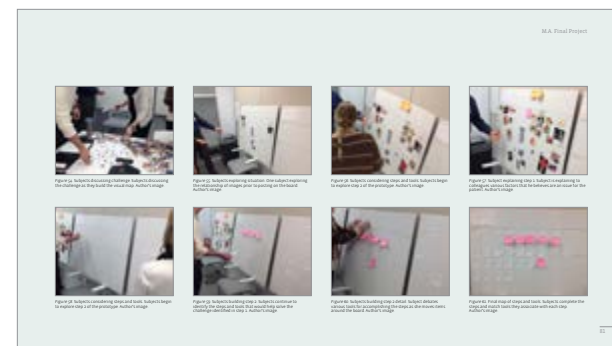 M.A. Final Project
Figure 54: Subjects discussing challenge. Subjects discussing
the challenge as they build the visual map. Author's image
Figure 55: Subjects exploring situation. One subject exploring
the relationship of images prior to posting on the board.
Author's image
Figure 56: Subjects considering steps and tools. Subjects begin
to explore step 2 of the prototype. Author's image
Figure 57: Subject explaining step 1. Subject is explaining to
colleagues various factors that he believes are an issue for the
patient. Author's image
Figure 58: Subjects considering steps and tools. Subjects begin
to explore step 2 of the prototype. Author's image
Figure 59: Subjects building step 2. Subjects continue to
identify the steps and tools that would help solve the
challenge identified in step 1. Author's image
Figure 60: Subjects building step 2 detail. Subject debates
various tools for accomplishing the steps as she moves items
around the board. Author's image
Figure 61: Final map of steps and tools. Subjects complete the
steps and match tools they associate with each step.
Author's image